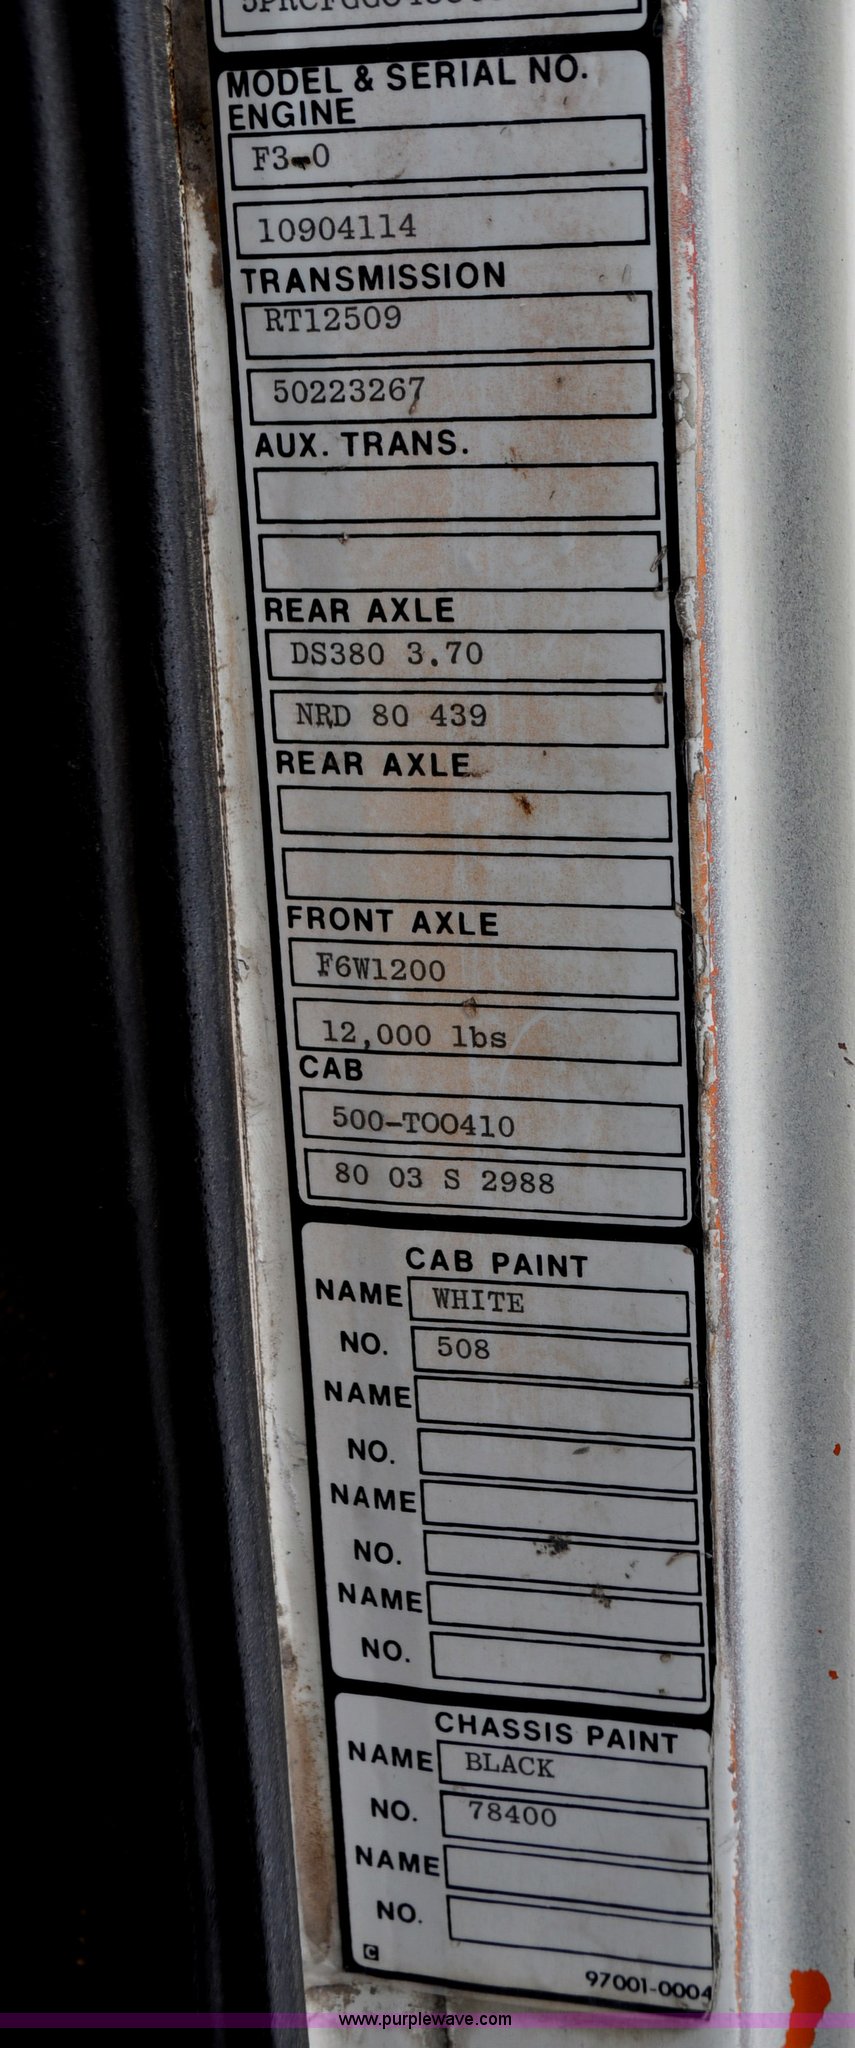 MODEL & SERIAL NO.
ENGINE
10904114
TRANSMISSION
RT12509
50223267
AUX. TRANS.
REAR AXLE
DS380 3.70
NRD 80 439
REAR AXLE
FRONT AXLE
F6W1200
12,000 lbs
CAB
500-TOO410
80 03 S 2988
CAB PAINT
NAME WHITE
NO. 508
NAME
NO.
NAME
NO.
NAME
NO.
CHASSIS PAINT
NAME BLACK
NO. 78400
NAME
NO.
C
97001-0004
www.purplewave.com